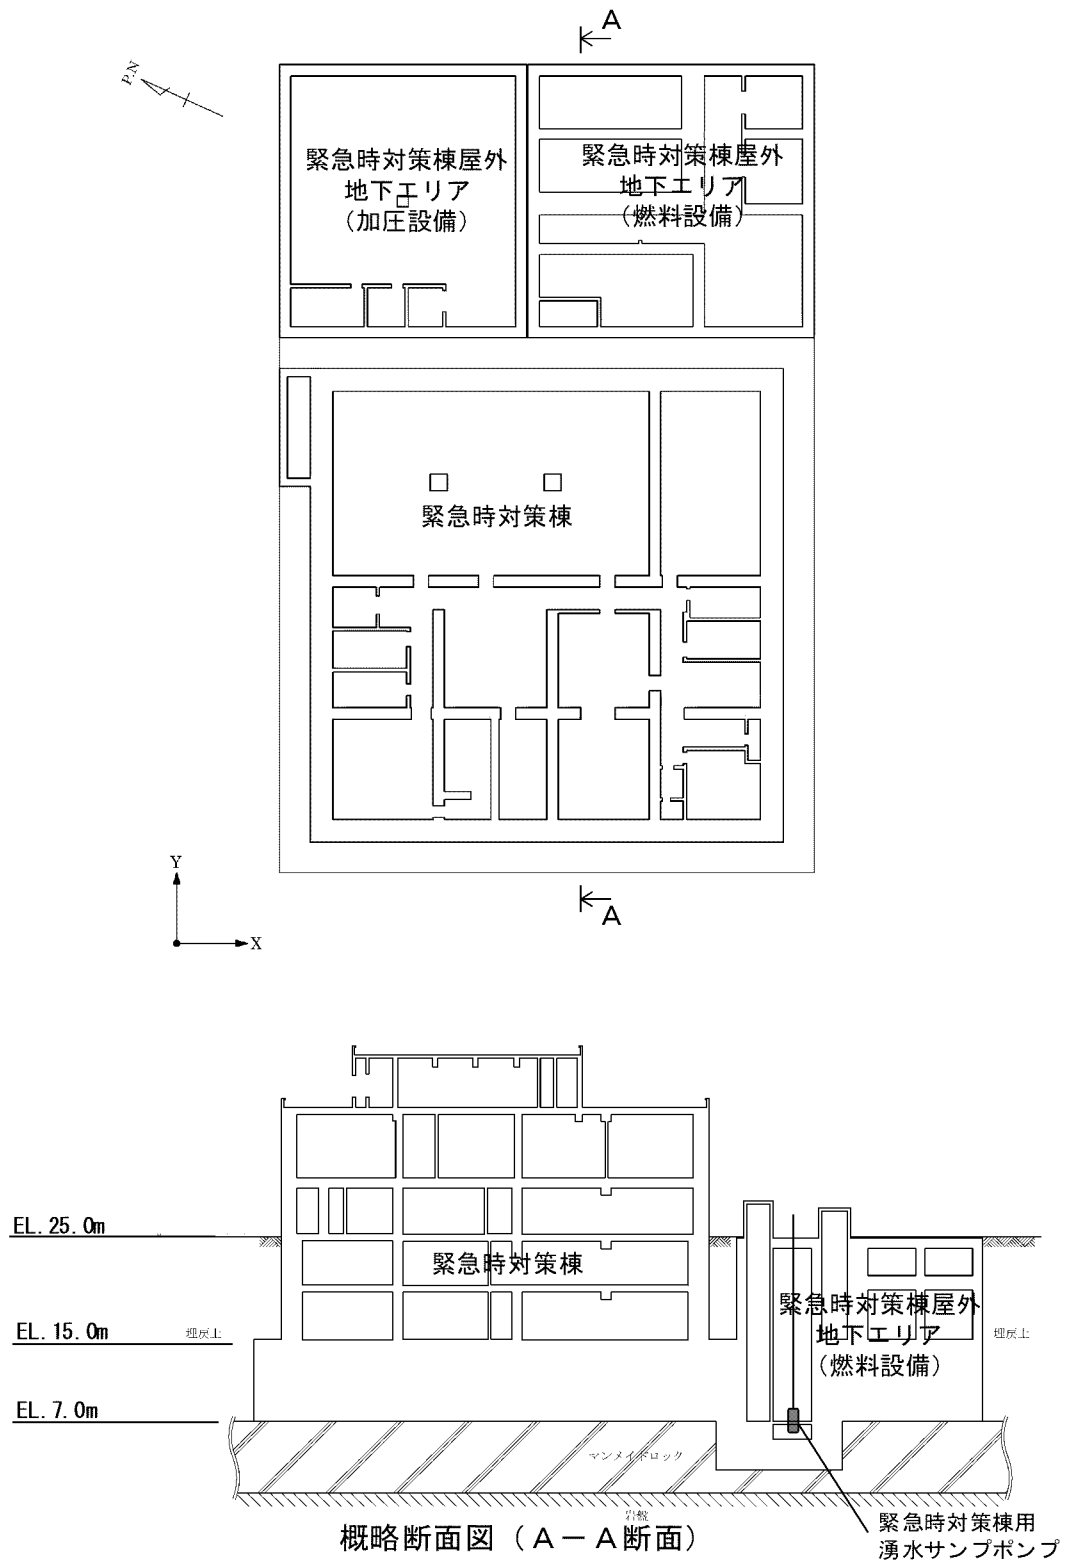 A
P.N
緊急時対策棟屋外
地下エリア
（加圧設備）
緊急時対策棟屋外
地下エリア
（燃料設備）
緊急時対策棟
Y
X
A
EL.25.0m
緊急時対策棟
EL.15.0m
埋戻土
緊急時対策棟屋外
地下エリア
（燃料設備）
埋戻土
EL.7.0m
マンメイドロック
岩盤
概略断面図（A－A断面）
緊急時対策棟用
湧水サンプポンプ